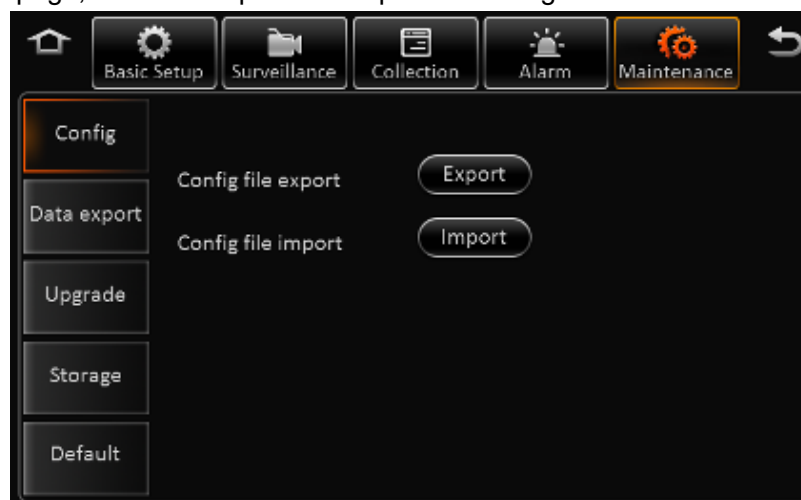 Basic Setup Surveillance Collection Alarm Maintenance
Config
Config file export Export
Data export
Config file import Import
Upgrade
Storage
Default